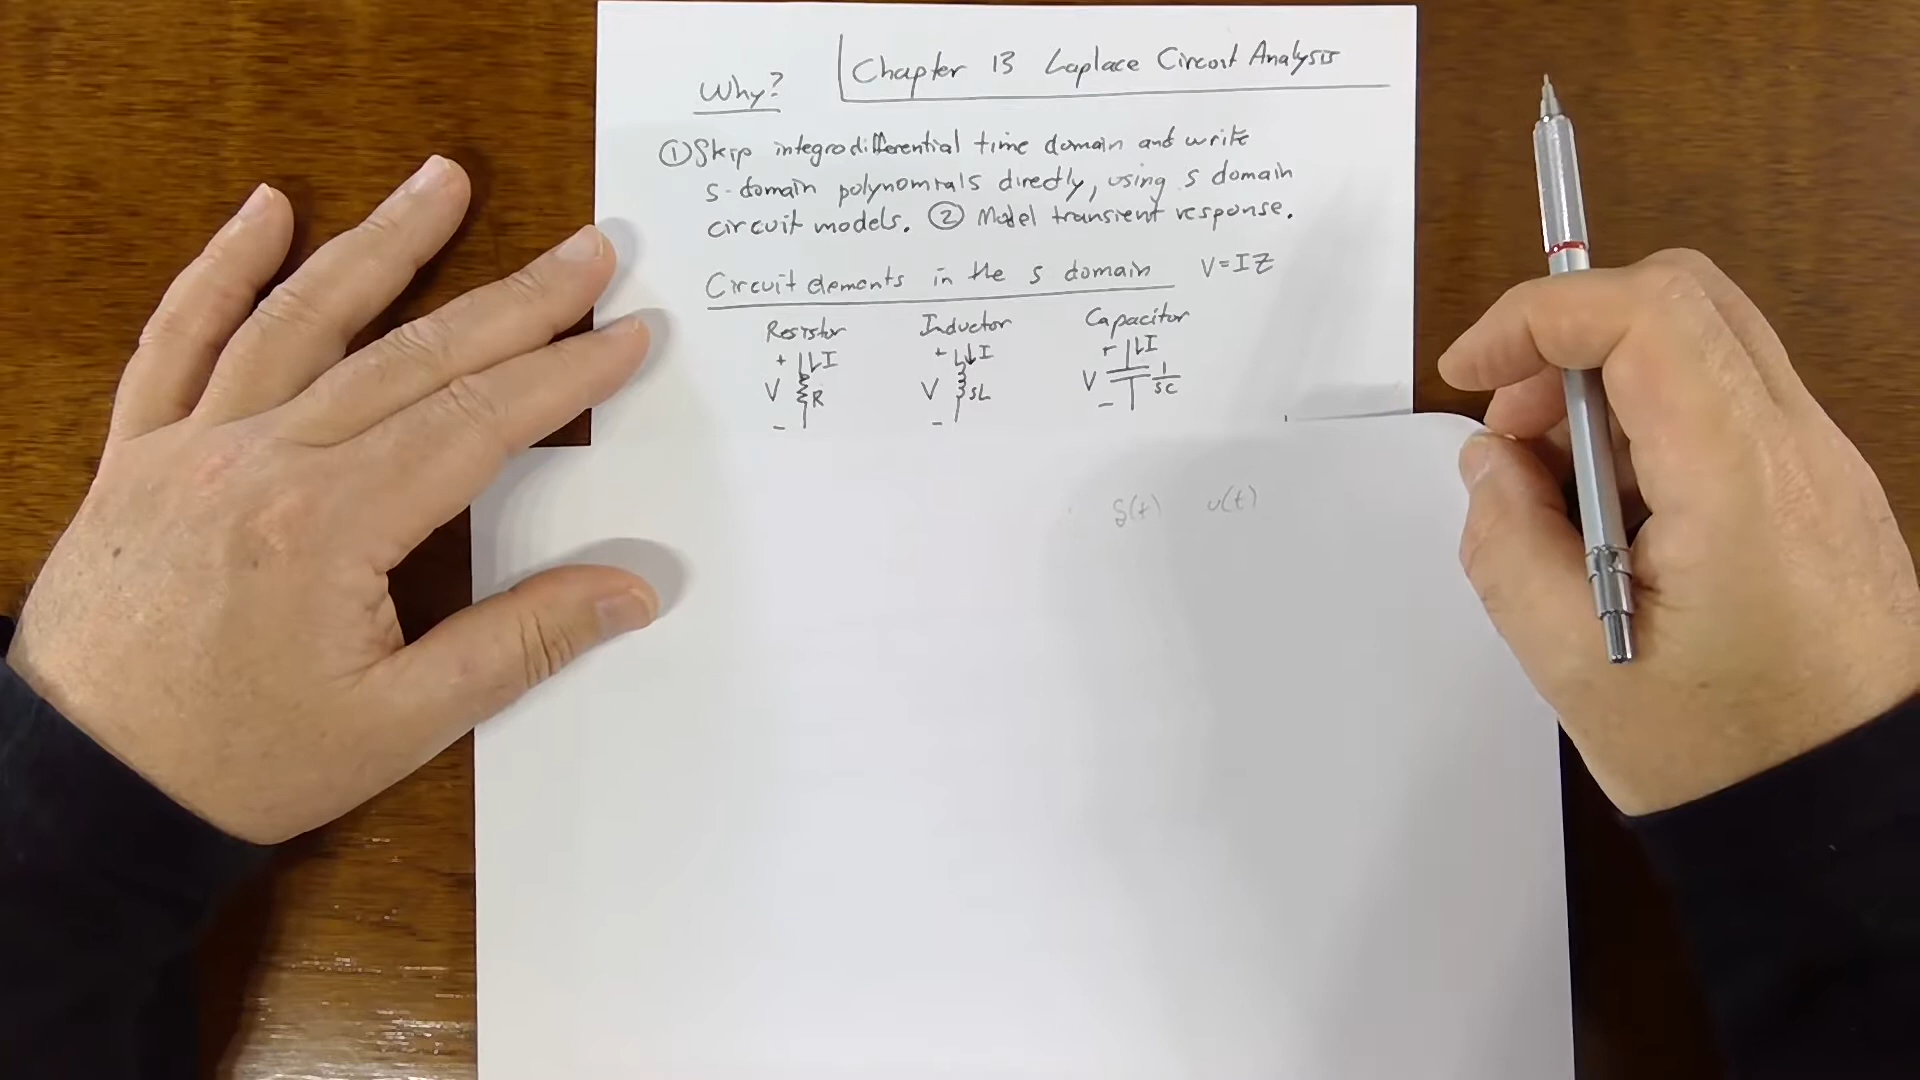 Chapter 13 Laplace Circuit Analysis
Why?
① Skip integrodifferential time domain and write
s-domain polynomials directly, using s domain
circuit models. ② Model transient response.
Circuit elements in the s domain V=IZ
Resistor Inductor Capacitor
+ I + I + I
V R V sL V 1/sC
- - -
δ(t) u(t)